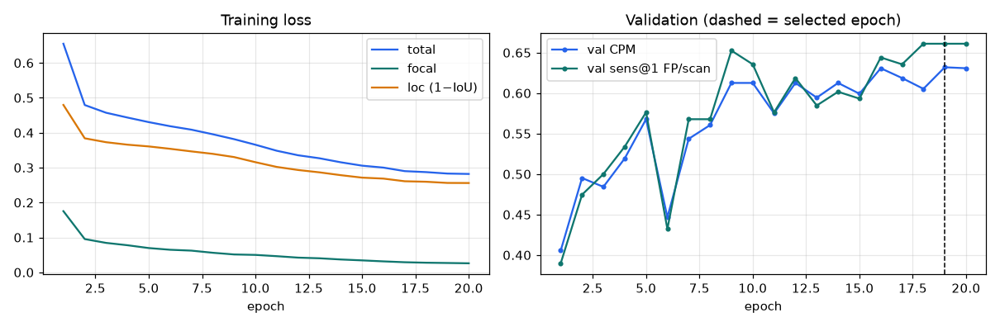 Training loss
total
focal
loc (1−IoU)
0.6
0.5
0.4
0.3
0.2
0.1
0.0
2.5 5.0 7.5 10.0 12.5 15.0 17.5 20.0
epoch
Validation (dashed = selected epoch)
val CPM
val sens@1 FP/scan
0.65
0.60
0.55
0.50
0.45
0.40
2.5 5.0 7.5 10.0 12.5 15.0 17.5 20.0
epoch